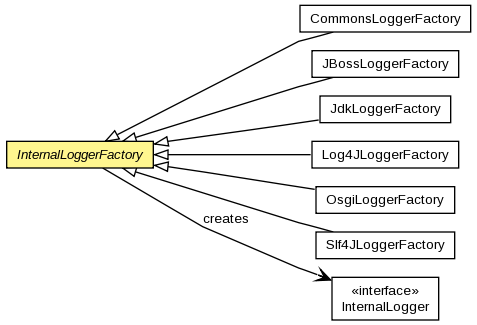 CommonsLoggerFactory
JBossLoggerFactory
JdkLoggerFactory
InternalLoggerFactory
Log4JLoggerFactory
OsgiLoggerFactory
creates
Slf4JLoggerFactory
«interface»
InternalLogger